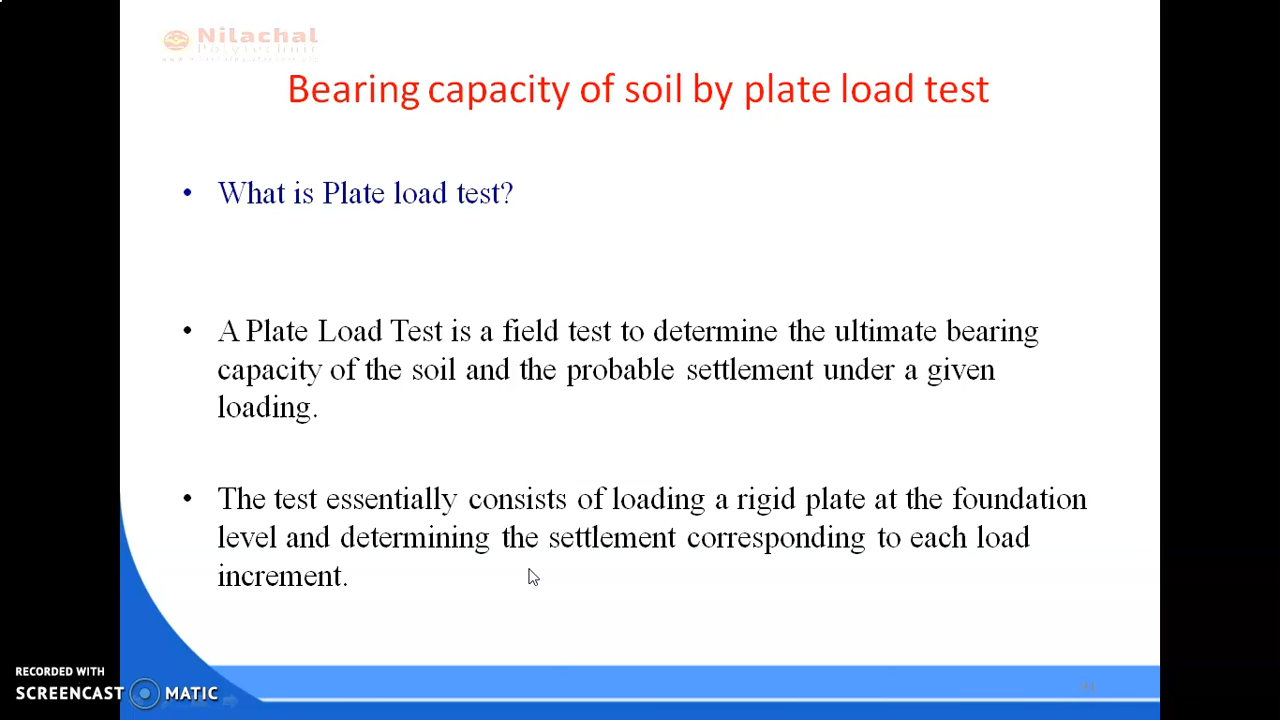 Nilachal
Polytechnic
Bearing capacity of soil by plate load test
• What is Plate load test?
• A Plate Load Test is a field test to determine the ultimate bearing
capacity of the soil and the probable settlement under a given
loading.
• The test essentially consists of loading a rigid plate at the foundation
level and determining the settlement corresponding to each load
increment.
RECORDED WITH
SCREENCAST MATIC